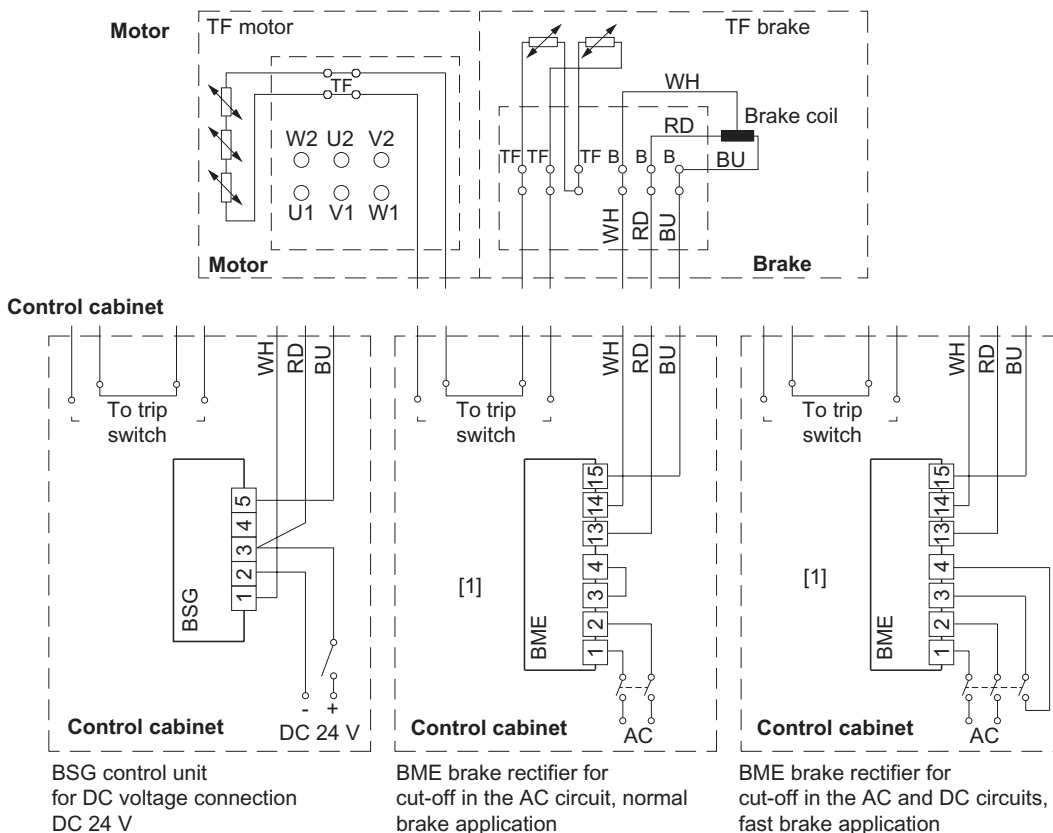 Motor
TF motor
TF brake
TF
WH
RD
Brake coil
BU
W2 U2 V2
U1 V1 W1
TF TF TF B B B
WH RD BU
Motor
Brake
Control cabinet
WH RD BU
To trip
switch
BSG
5
4
3
2
1
- +
DC 24 V
Control cabinet
BSG control unit
for DC voltage connection
DC 24 V
WH RD BU
To trip
switch
[1]
BME
15
14
13
4
3
2
1
AC
Control cabinet
BME brake rectifier for
cut-off in the AC circuit, normal
brake application
WH RD BU
To trip
switch
[1]
BME
15
14
13
4
3
2
1
AC
Control cabinet
BME brake rectifier for
cut-off in the AC and DC circuits,
fast brake application